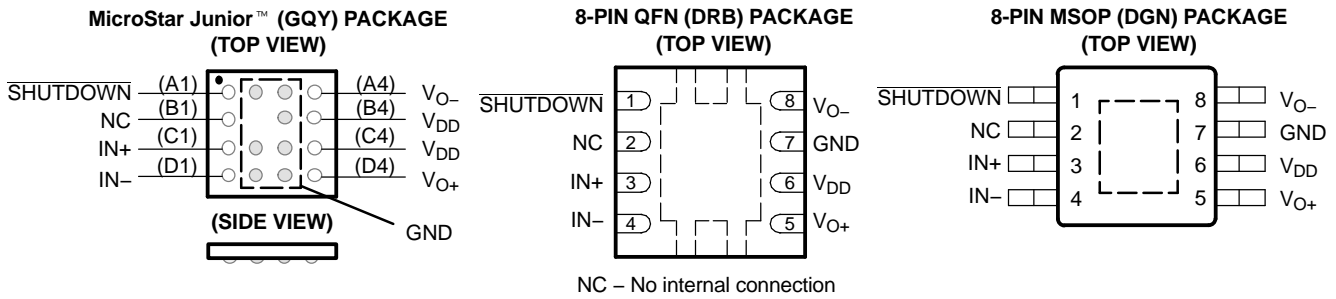 MicroStar Junior™ (GQY) PACKAGE
(TOP VIEW)
SHUTDOWN (A1) (A4) VO−
NC (B1) (B4) VDD
IN+ (C1) (C4) VDD
IN− (D1) (D4) VO+
(SIDE VIEW)
GND
8-PIN QFN (DRB) PACKAGE
(TOP VIEW)
SHUTDOWN 1 8 VO−
NC 2 7 GND
IN+ 3 6 VDD
IN− 4 5 VO+
NC − No internal connection
8-PIN MSOP (DGN) PACKAGE
(TOP VIEW)
SHUTDOWN 1 8 VO−
NC 2 7 GND
IN+ 3 6 VDD
IN− 4 5 VO+